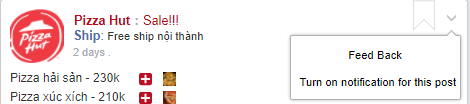 Pizza Hut
Pizza Hut : Sale!!!
Ship: Free ship nội thành
2 days .
Pizza hải sản - 230k
Pizza xúc xích - 210k
Feed Back
Turn on notification for this post